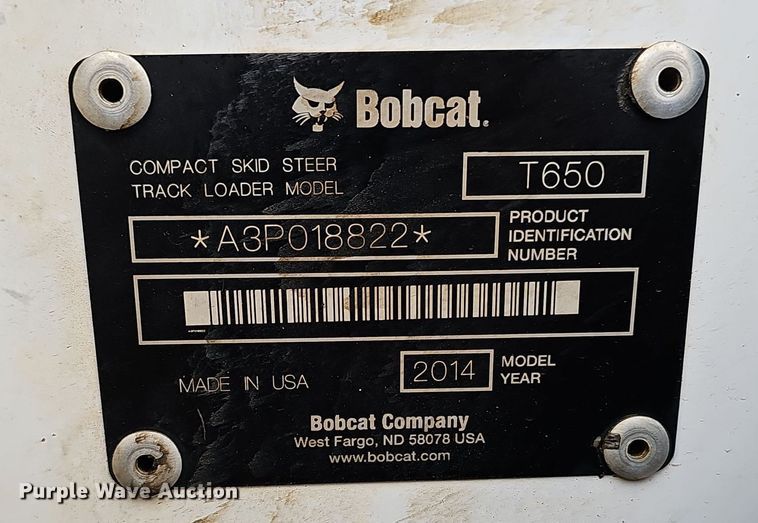 Bobcat®
COMPACT SKID STEER
TRACK LOADER MODEL
T650
*A3P018822*
PRODUCT
IDENTIFICATION
NUMBER
A3P018822
MADE IN USA
2014
MODEL
YEAR
Bobcat Company
West Fargo, ND 58078 USA
www.bobcat.com
Purple Wave Auction